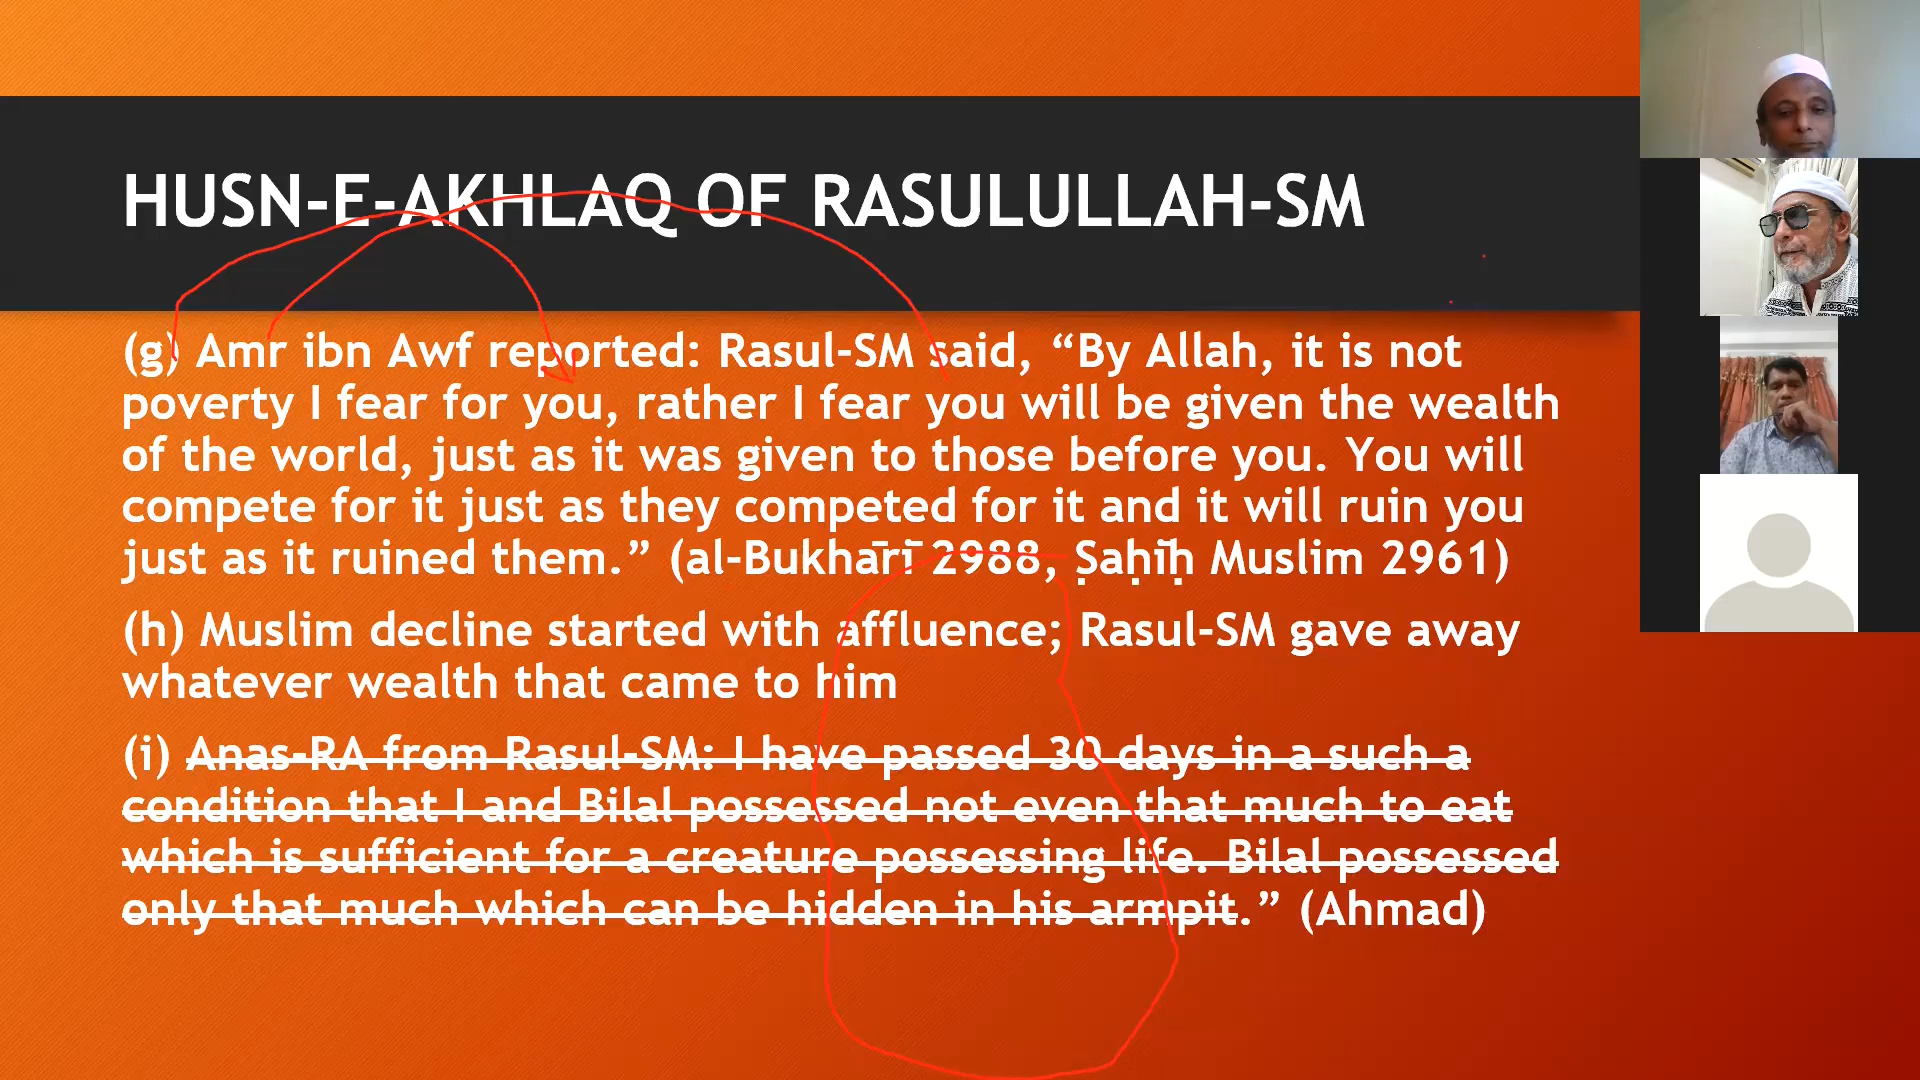 HUSN-E-AKHLAQ OF RASULULLAH-SM
(g) Amr ibn Awf reported: Rasul-SM said, “By Allah, it is not
poverty I fear for you, rather I fear you will be given the wealth
of the world, just as it was given to those before you. You will
compete for it just as they competed for it and it will ruin you
just as it ruined them.” (al-Bukhārī 2988, Ṣaḥīḥ Muslim 2961)
(h) Muslim decline started with affluence; Rasul-SM gave away
whatever wealth that came to him
(i) Anas-RA from Rasul-SM: I have passed 30 days in a such a
condition that I and Bilal possessed not even that much to eat
which is sufficient for a creature possessing life. Bilal possessed
only that much which can be hidden in his armpit.” (Ahmad)